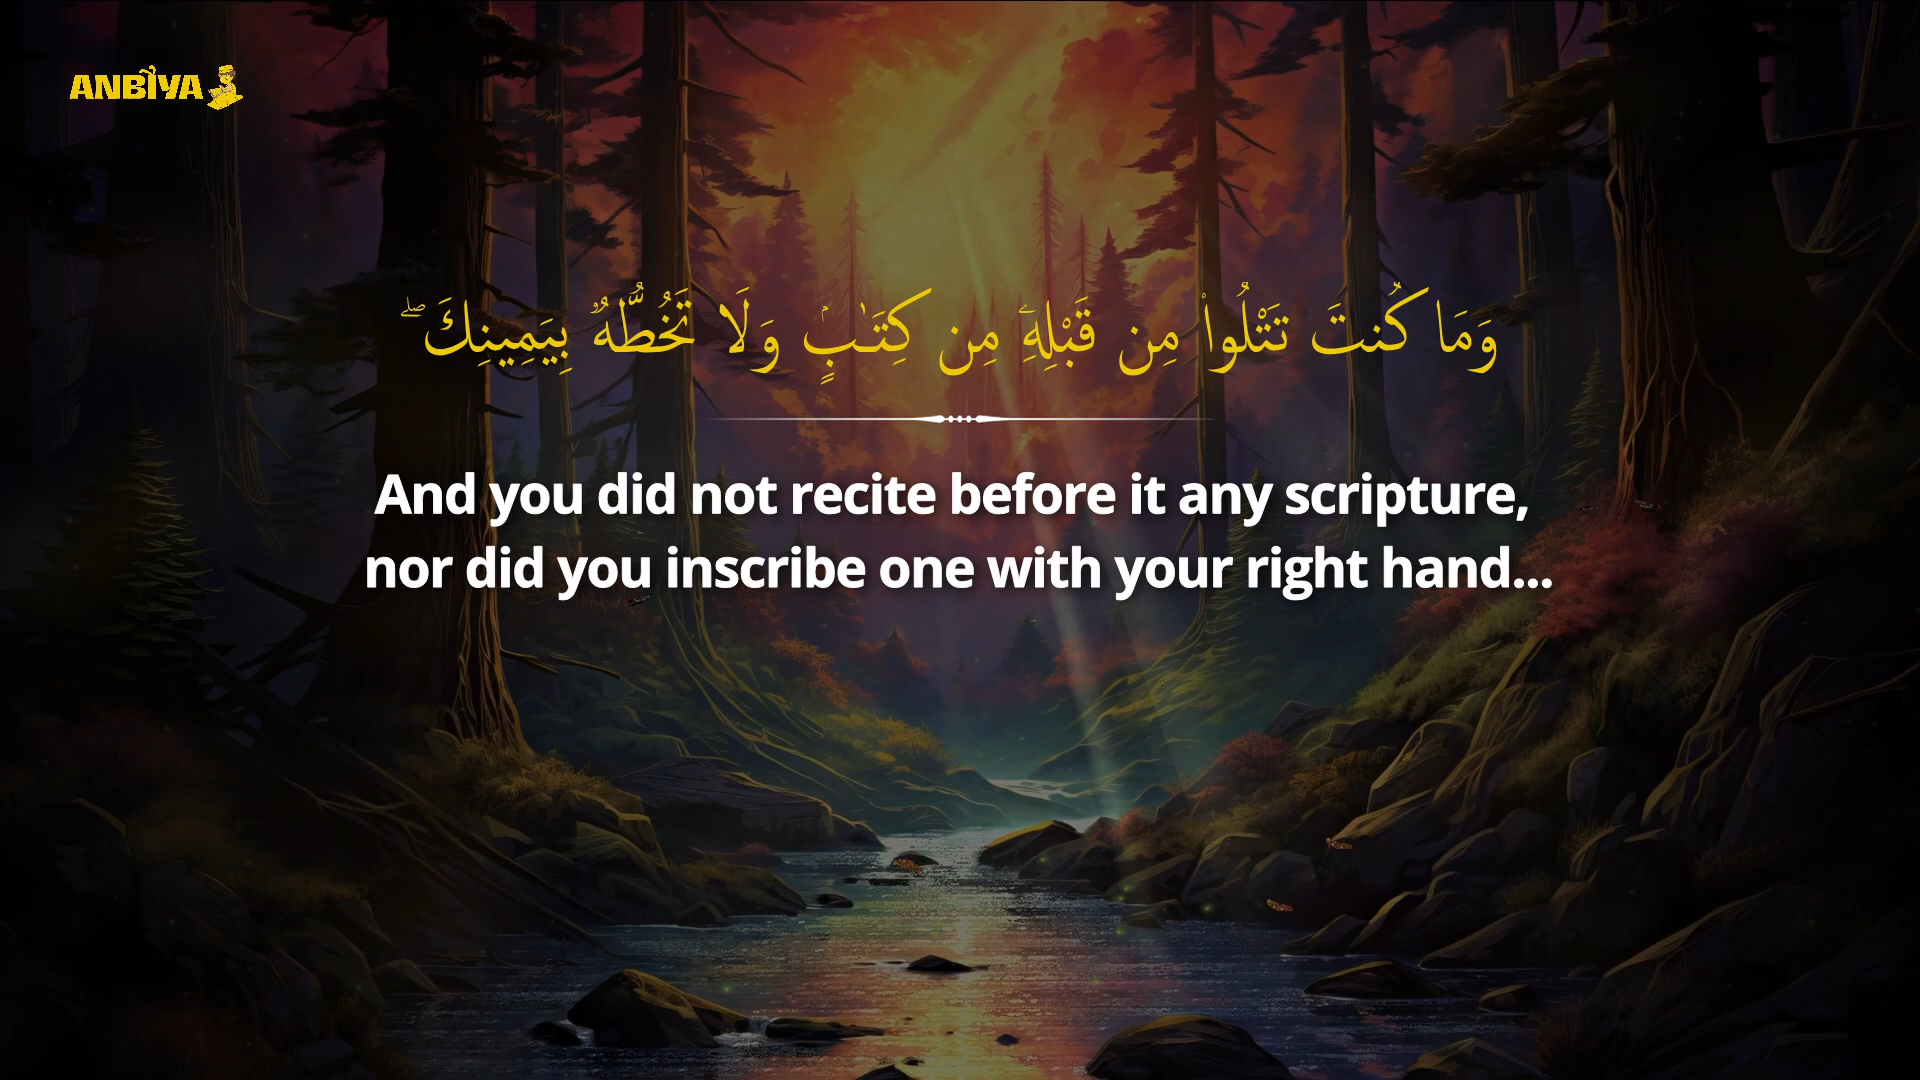 ANBİYA
وَمَا كُنتَ تَتْلُوا۟ مِن قَبْلِهِۦ مِن كِتَـٰبٍۢ وَلَا تَخُطُّهُۥ بِيَمِينِكَ ۖ
And you did not recite before it any scripture,
nor did you inscribe one with your right hand...